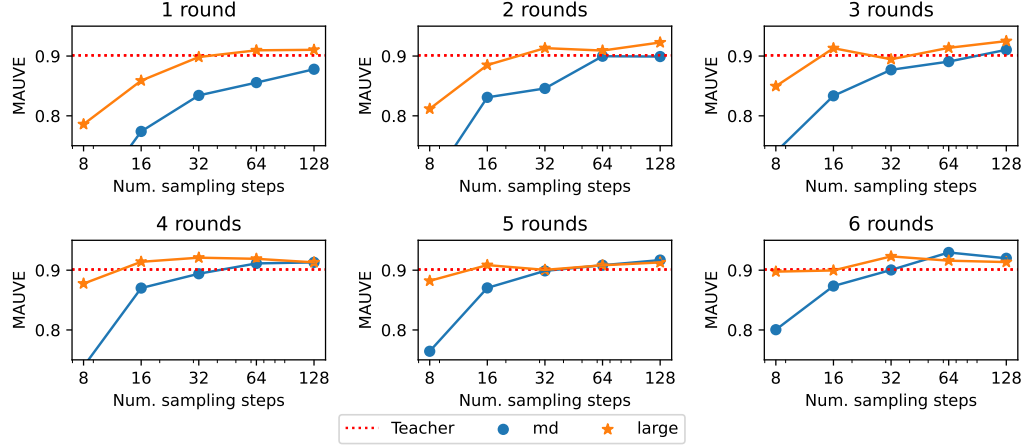 1 round
2 rounds
3 rounds
MAUVE
0.9
0.8
8 16 32 64 128
Num. sampling steps
MAUVE
0.9
0.8
8 16 32 64 128
Num. sampling steps
MAUVE
0.9
0.8
8 16 32 64 128
Num. sampling steps
4 rounds
5 rounds
6 rounds
MAUVE
0.9
0.8
8 16 32 64 128
Num. sampling steps
MAUVE
0.9
0.8
8 16 32 64 128
Num. sampling steps
MAUVE
0.9
0.8
8 16 32 64 128
Num. sampling steps
Teacher md large